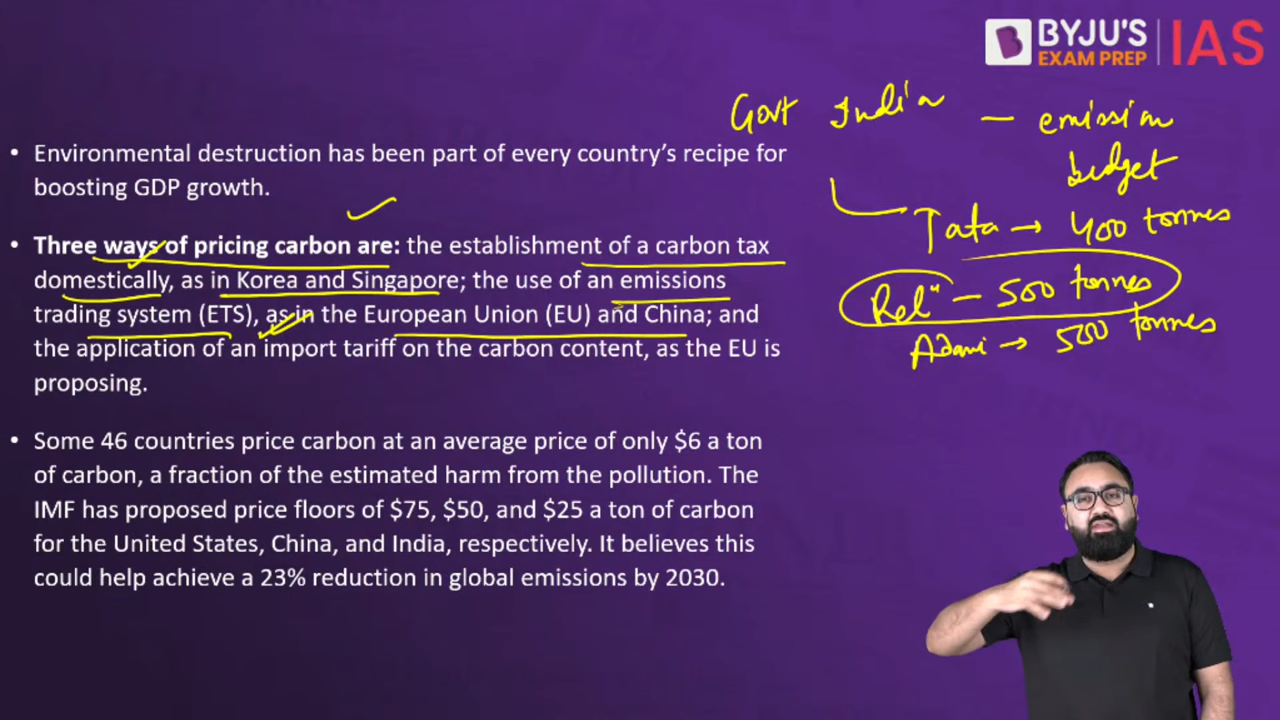 BYJU'S
EXAM PREP
IAS
Govt India – emission
budget
Tata → 400 tonnes
Rel" – 500 tonnes
Adani → 500 tonnes
• Environmental destruction has been part of every country's recipe for
boosting GDP growth.
• Three ways of pricing carbon are: the establishment of a carbon tax
domestically, as in Korea and Singapore; the use of an emissions
trading system (ETS), as in the European Union (EU) and China; and
the application of an import tariff on the carbon content, as the EU is
proposing.
• Some 46 countries price carbon at an average price of only $6 a ton
of carbon, a fraction of the estimated harm from the pollution. The
IMF has proposed price floors of $75, $50, and $25 a ton of carbon
for the United States, China, and India, respectively. It believes this
could help achieve a 23% reduction in global emissions by 2030.